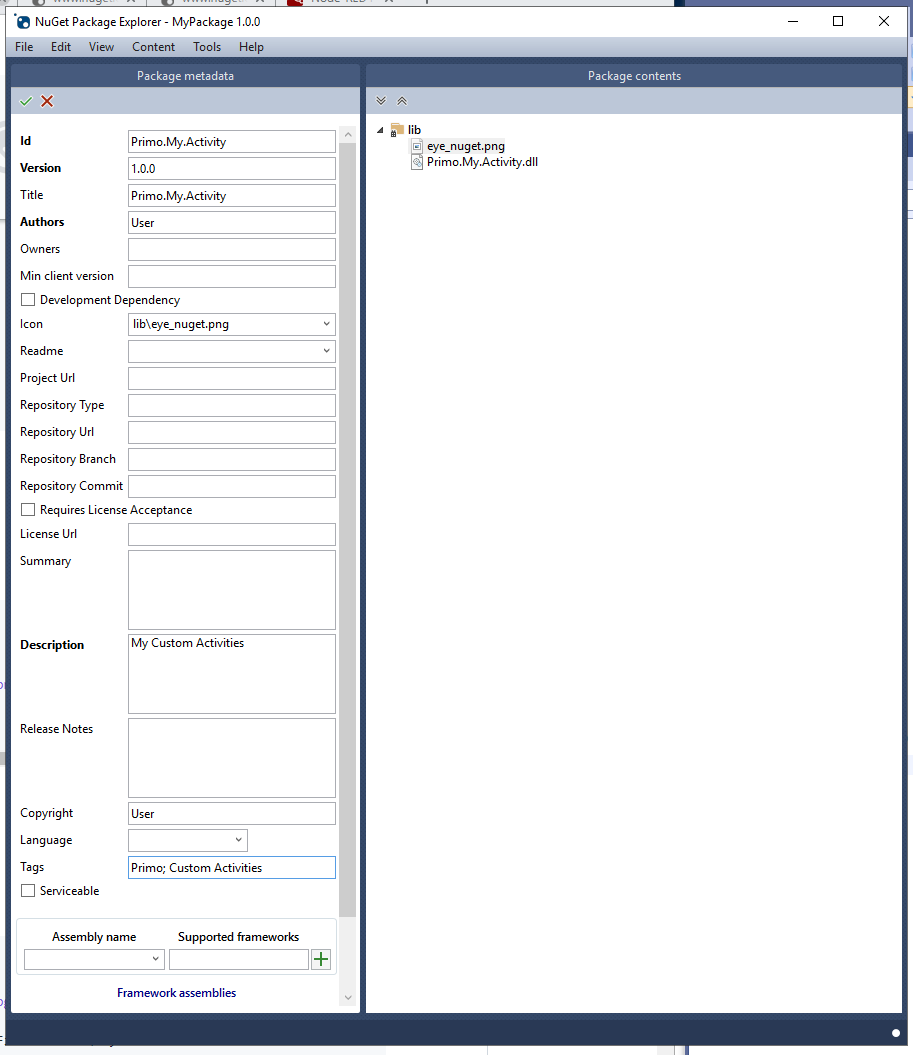 NuGet Package Explorer - MyPackage 1.0.0
File Edit View Content Tools Help
Package metadata
Package contents
Id Primo.My.Activity
Version 1.0.0
Title Primo.My.Activity
Authors User
Owners
Min client version
Development Dependency
Icon lib\eye_nuget.png
Readme
Project Url
Repository Type
Repository Url
Repository Branch
Repository Commit
Requires License Acceptance
License Url
Summary
Description My Custom Activities
Release Notes
Copyright User
Language
Tags Primo; Custom Activities
Serviceable
Assembly name Supported frameworks
Framework assemblies
lib
eye_nuget.png
Primo.My.Activity.dll